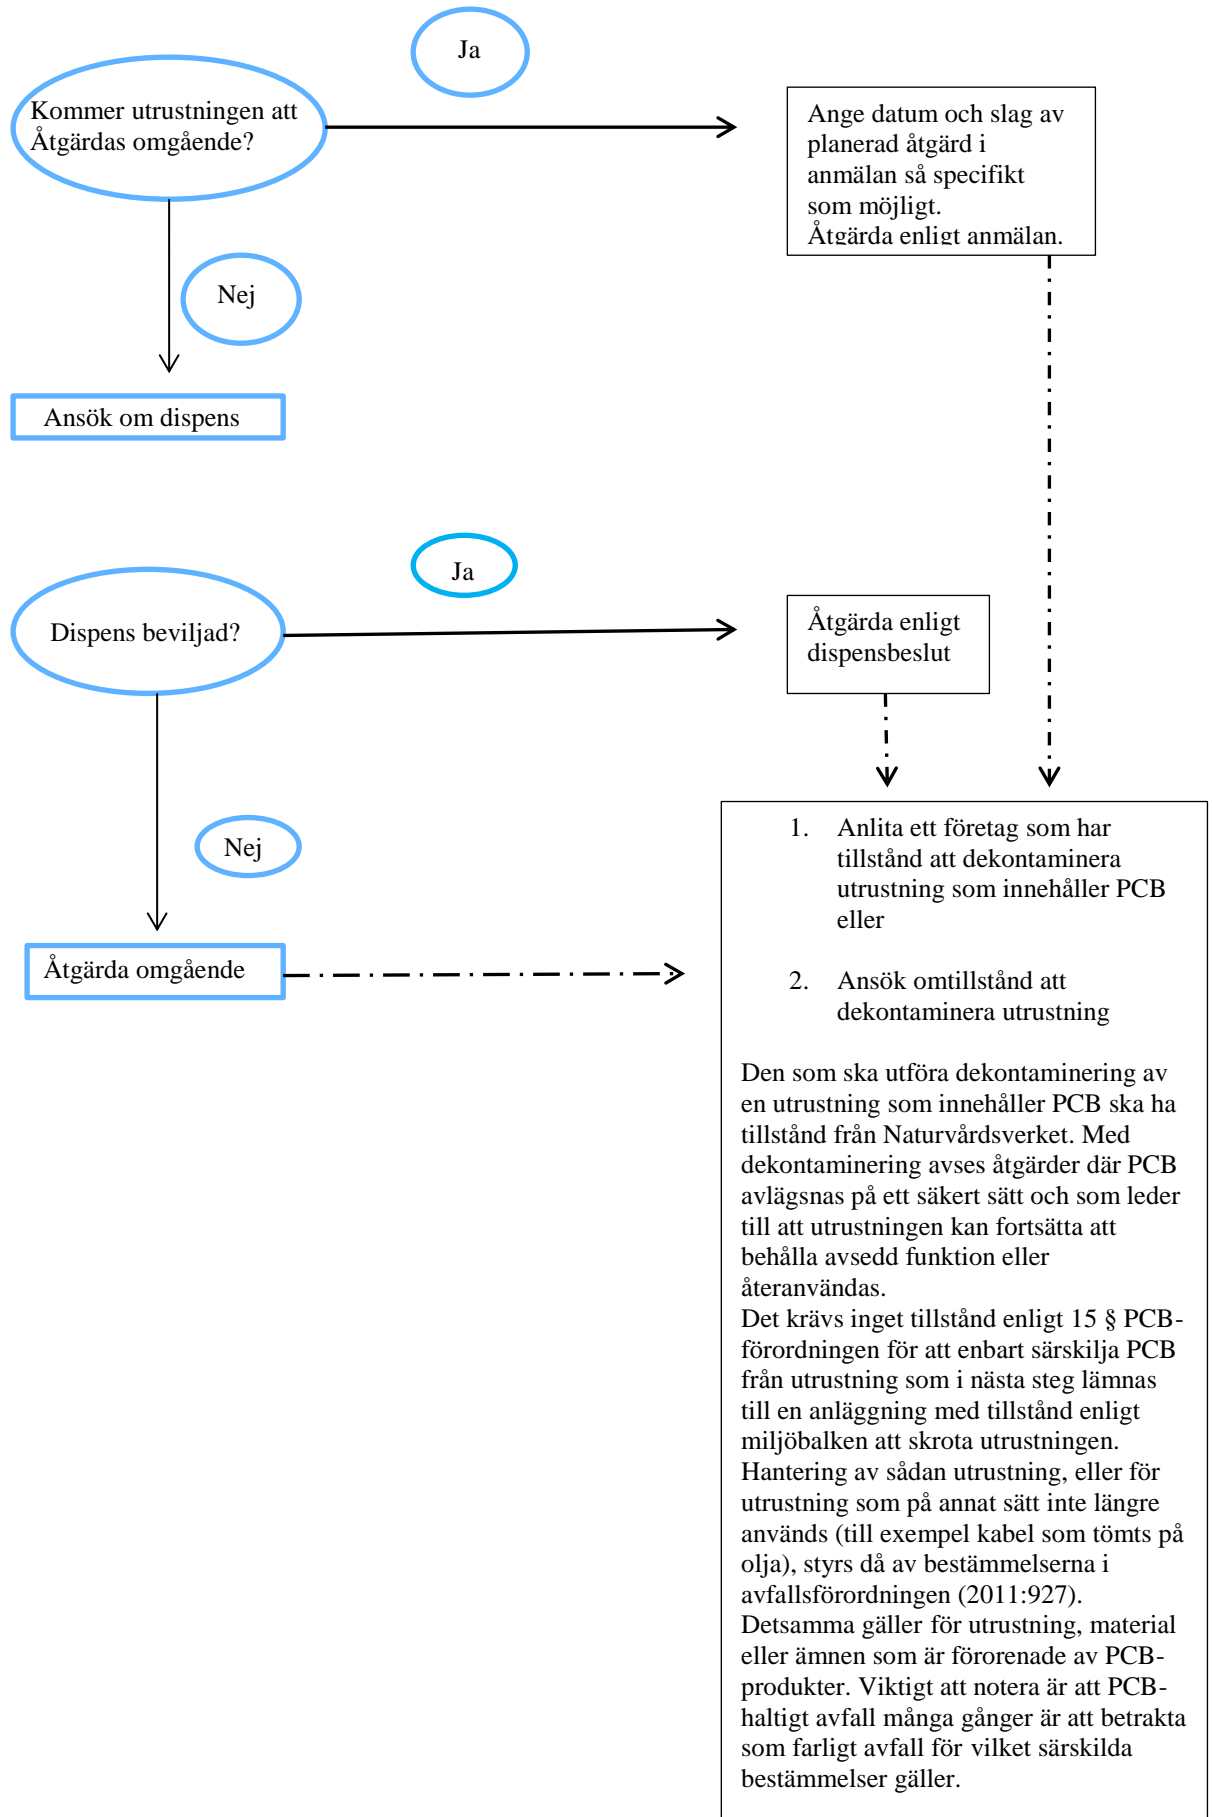 Ja
Kommer utrustningen att
Åtgärdas omgående?
Ange datum och slag av
planerad åtgärd i
anmälan så specifikt
som möjligt.
Åtgärda enligt anmälan.
Nej
Ansök om dispens
Ja
Dispens beviljad?
Åtgärda enligt
dispensbeslut
Nej
Åtgärda omgående
1. Anlita ett företag som har
tillstånd att dekontaminera
utrustning som innehåller PCB
eller
2. Ansök omtillstånd att
dekontaminera utrustning
Den som ska utföra dekontaminering av
en utrustning som innehåller PCB ska ha
tillstånd från Naturvårdsverket. Med
dekontaminering avses åtgärder där PCB
avlägsnas på ett säkert sätt och som leder
till att utrustningen kan fortsätta att
behålla avsedd funktion eller
återanvändas.
Det krävs inget tillstånd enligt 15 § PCB-
förordningen för att enbart särskilja PCB
från utrustning som i nästa steg lämnas
till en anläggning med tillstånd enligt
miljöbalken att skrota utrustningen.
Hantering av sådan utrustning, eller för
utrustning som på annat sätt inte längre
används (till exempel kabel som tömts på
olja), styrs då av bestämmelserna i
avfallsförordningen (2011:927).
Detsamma gäller för utrustning, material
eller ämnen som är förorenade av PCB-
produkter. Viktigt att notera är att PCB-
haltigt avfall många gånger är att betrakta
som farligt avfall för vilket särskilda
bestämmelser gäller.